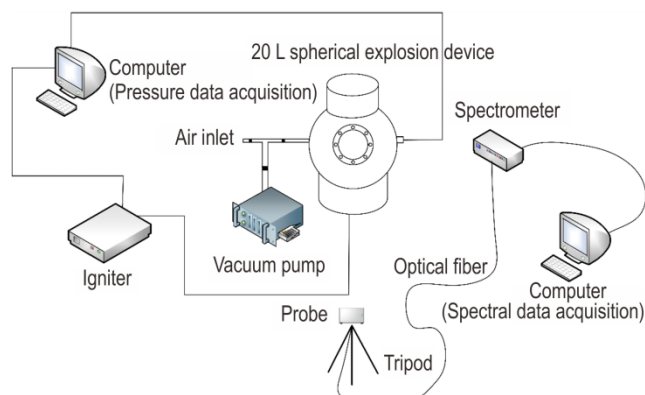 20 L spherical explosion device
Computer
(Pressure data acquisition)
Spectrometer
Air inlet
Vacuum pump
Igniter
Optical fiber
Computer
(Spectral data acquisition)
Probe
Tripod